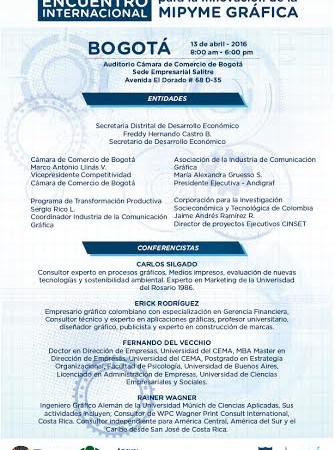 ENCUENTRO
INTERNACIONAL
para la innovación de la
MIPYME GRÁFICA
BOGOTÁ
13 de abril - 2016
8:00 am - 6:00 pm
Auditorio Cámara de Comercio de Bogotá
Sede Empresarial Salitre
Avenida El Dorado # 68 D-35
ENTIDADES
Secretaria Distrital de Desarrollo Económico
Freddy Hernando Castro B.
Secretario de Desarrollo Económico
Cámara de Comercio de Bogotá
Marco Antonio Llinás V.
Vicepresidente Competitividad
Cámara de Comercio de Bogotá
Asociación de la Industria de Comunicación
Gráfica
María Alexandra Gruesso S.
Presidenta Ejecutiva - Andigraf
Programa de Transformación Productiva
Sergio Rico L.
Coordinador Industria de la Comunicación
Gráfica
Corporación para la Investigación
Socieconómica y Tecnológica de Colombia
Jaime Andrés Ramírez R.
Director de proyectos Ejecutivos CINSET
CONFERENCISTAS
CARLOS SILGADO
Consultor experto en procesos gráficos, Medios impresos, evaluación de nuevas
tecnologías y sostenibilidad ambiental. Experto en Marketing de la Univerisdad
del Rosario 1986.
ERICK RODRÍGUEZ
Empresario gráfico colombiano con especialización en Gerencia Financiera,
Consultor técnico y experto en aplicaciones gráficas, profesor universitario,
diseñador gráfico, publicista y experto en construcción de marcas.
FERNANDO DEL VECCHIO
Doctor en Dirección de Empresas, Universidad del CEMA, MBA Master en
Dirección de Empresas, Universidad del CEMA, Postgrado en Estrategia
Organizacional, Facultad de Psicología, Universidad de Buenos Aires,
Licenciado en Administración de Empresas, Universidad de Ciencias
Empresariales y Sociales.
RAINER WAGNER
Ingeniero Gráfico Alemán de la Universidad Múnich de Ciencias Aplicadas. Sus
actividades incluyen; Consultor de WPC Wagner Print Consult International,
Costa Rica. Consultor independiente para América Central, América del Sur y el
Caribe desde San José de Costa Rica.